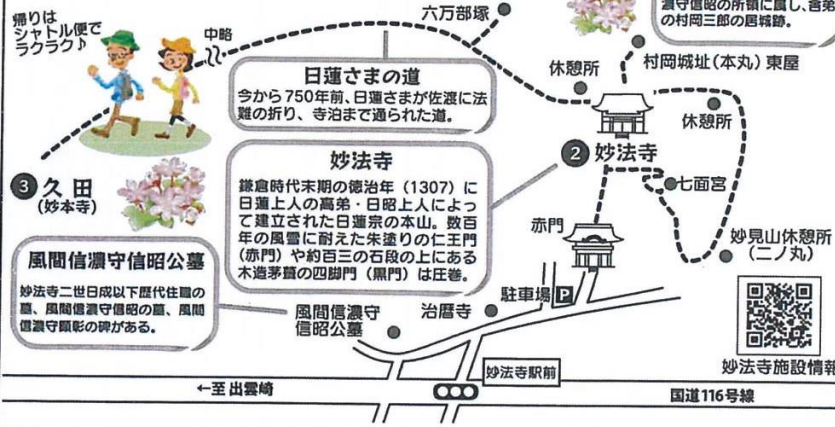 帰りは
シャトル便で
ラクラク♪
中略
六万部塚
濃守信昭の所領に属し、舎弟
の村岡三郎の居城跡。
村岡城址(本丸)東屋
休憩所
休憩所
日蓮さまの道
今から750年前、日蓮さまが佐渡に法
難の折り、寺泊まで通られた道。
❷ 妙法寺
七面宮
❸ 久田
(妙本寺)
妙法寺
鎌倉時代末期の徳治年(1307)に
日蓮上人の高弟・日昭上人によっ
て建立された日蓮宗の本山。数百
年の風雪に耐えた朱塗りの仁王門
(赤門)や約百三の石段の上にある
木造茅葺の四脚門(黒門)は圧巻。
赤門
妙見山休憩所
(二ノ丸)
風間信濃守信昭公墓
妙法寺二世日成以下歴代住職の
墓、風間信濃守信昭の墓、風間
信濃守顕彰の碑がある。
風間信濃守
信昭公墓
治暦寺
駐車場 P
妙法寺施設情報
妙法寺駅前
←至 出雲崎
国道116号線